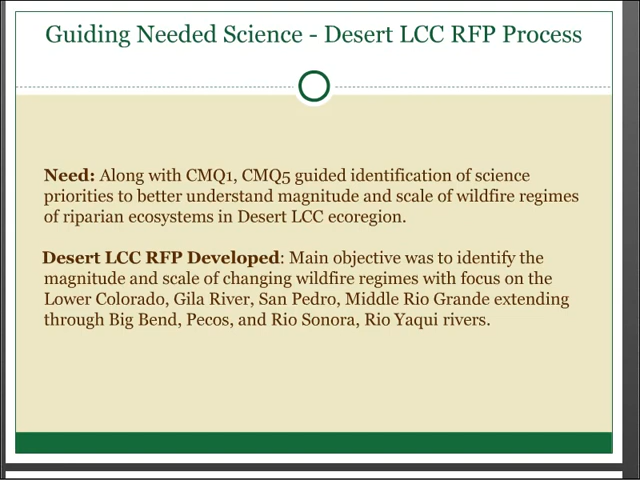 Guiding Needed Science - Desert LCC RFP Process
Need: Along with CMQ1, CMQ5 guided identification of science
priorities to better understand magnitude and scale of wildfire regimes
of riparian ecosystems in Desert LCC ecoregion.
Desert LCC RFP Developed: Main objective was to identify the
magnitude and scale of changing wildfire regimes with focus on the
Lower Colorado, Gila River, San Pedro, Middle Rio Grande extending
through Big Bend, Pecos, and Rio Sonora, Rio Yaqui rivers.